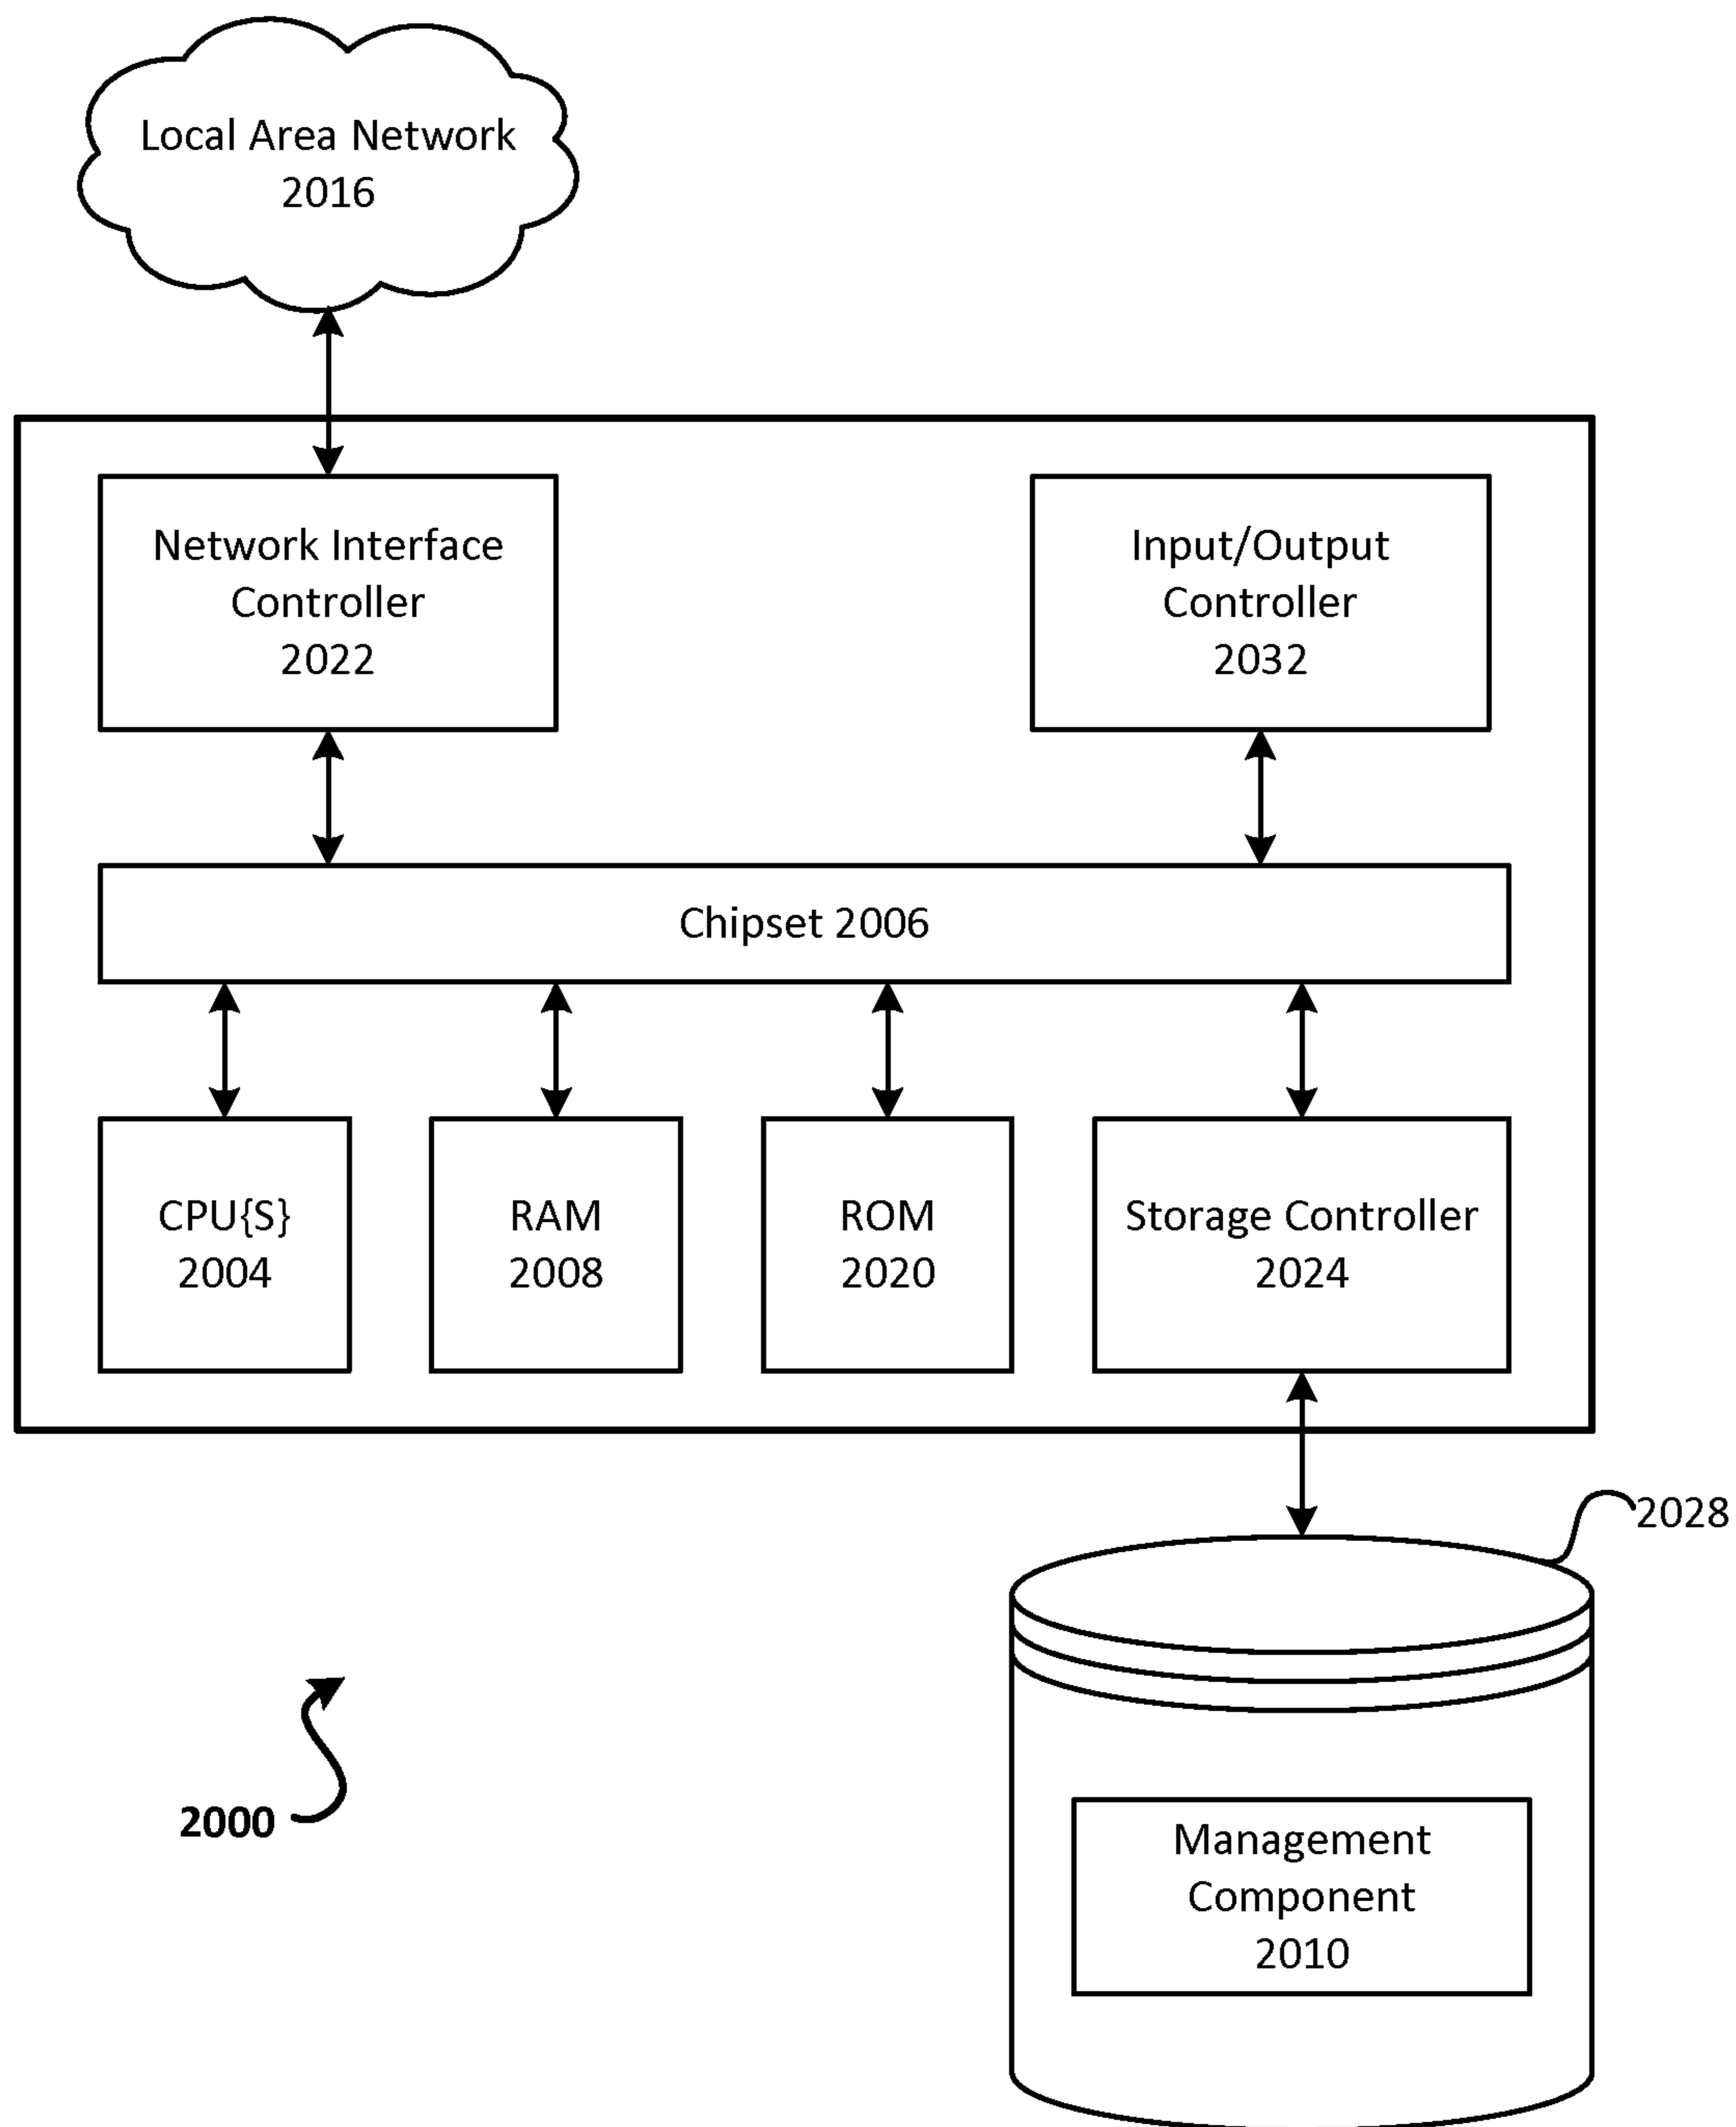 Local Area Network
2016
Network Interface
Controller
2022
Input/Output
Controller
2032
Chipset 2006
CPU{S}
2004
RAM
2008
ROM
2020
Storage Controller
2024
2028
2000
Management
Component
2010